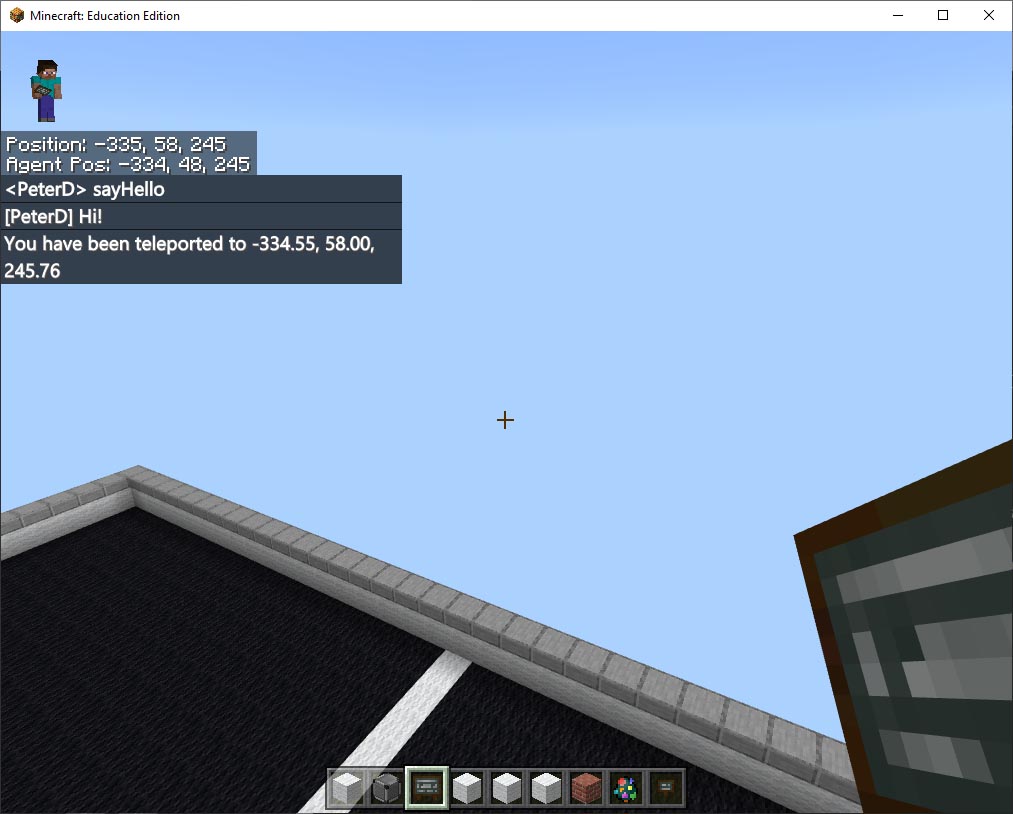 Minecraft: Education Edition
Position: -335, 58, 245
Agent Pos: -334, 48, 245
<PeterD> sayHello
[PeterD] Hi!
You have been teleported to -334.55, 58.00,
245.76